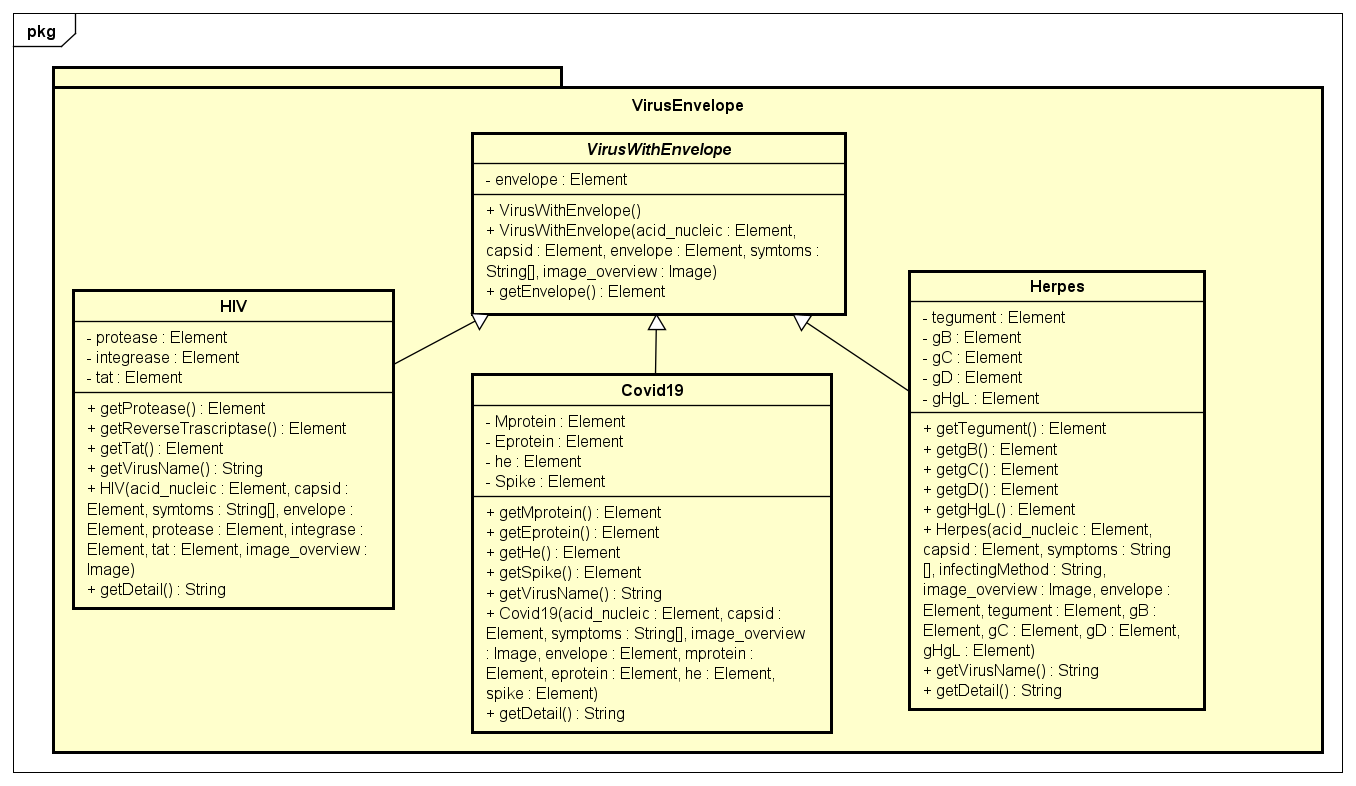 pkg
VirusEnvelope
VirusWithEnvelope
- envelope : Element
+ VirusWithEnvelope()
+ VirusWithEnvelope(acid_nucleic : Element,
capsid : Element, envelope : Element, symtoms :
String[], image_overview : Image)
+ getEnvelope() : Element
HIV
- protease : Element
- integrease : Element
- tat : Element
+ getProtease() : Element
+ getReverseTrascriptase() : Element
+ getTat() : Element
+ getVirusName() : String
+ HIV(acid_nucleic : Element, capsid :
Element, symtoms : String[], envelope :
Element, protease : Element, integrase :
Element, tat : Element, image_overview :
Image)
+ getDetail() : String
Covid19
- Mprotein : Element
- Eprotein : Element
- he : Element
- Spike : Element
+ getMprotein() : Element
+ getEprotein() : Element
+ getHe() : Element
+ getSpike() : Element
+ getVirusName() : String
+ Covid19(acid_nucleic : Element, capsid :
Element, symptoms : String[], image_overview
: Image, envelope : Element, mprotein :
Element, eprotein : Element, he : Element,
spike : Element)
+ getDetail() : String
Herpes
- tegument : Element
- gB : Element
- gC : Element
- gD : Element
- gHgL : Element
+ getTegument() : Element
+ getgB() : Element
+ getgC() : Element
+ getgD() : Element
+ getgHgL() : Element
+ Herpes(acid_nucleic : Element,
capsid : Element, symptoms : String
[], infectingMethod : String,
image_overview : Image, envelope :
Element, tegument : Element, gB :
Element, gC : Element, gD : Element,
gHgL : Element)
+ getVirusName() : String
+ getDetail() : String